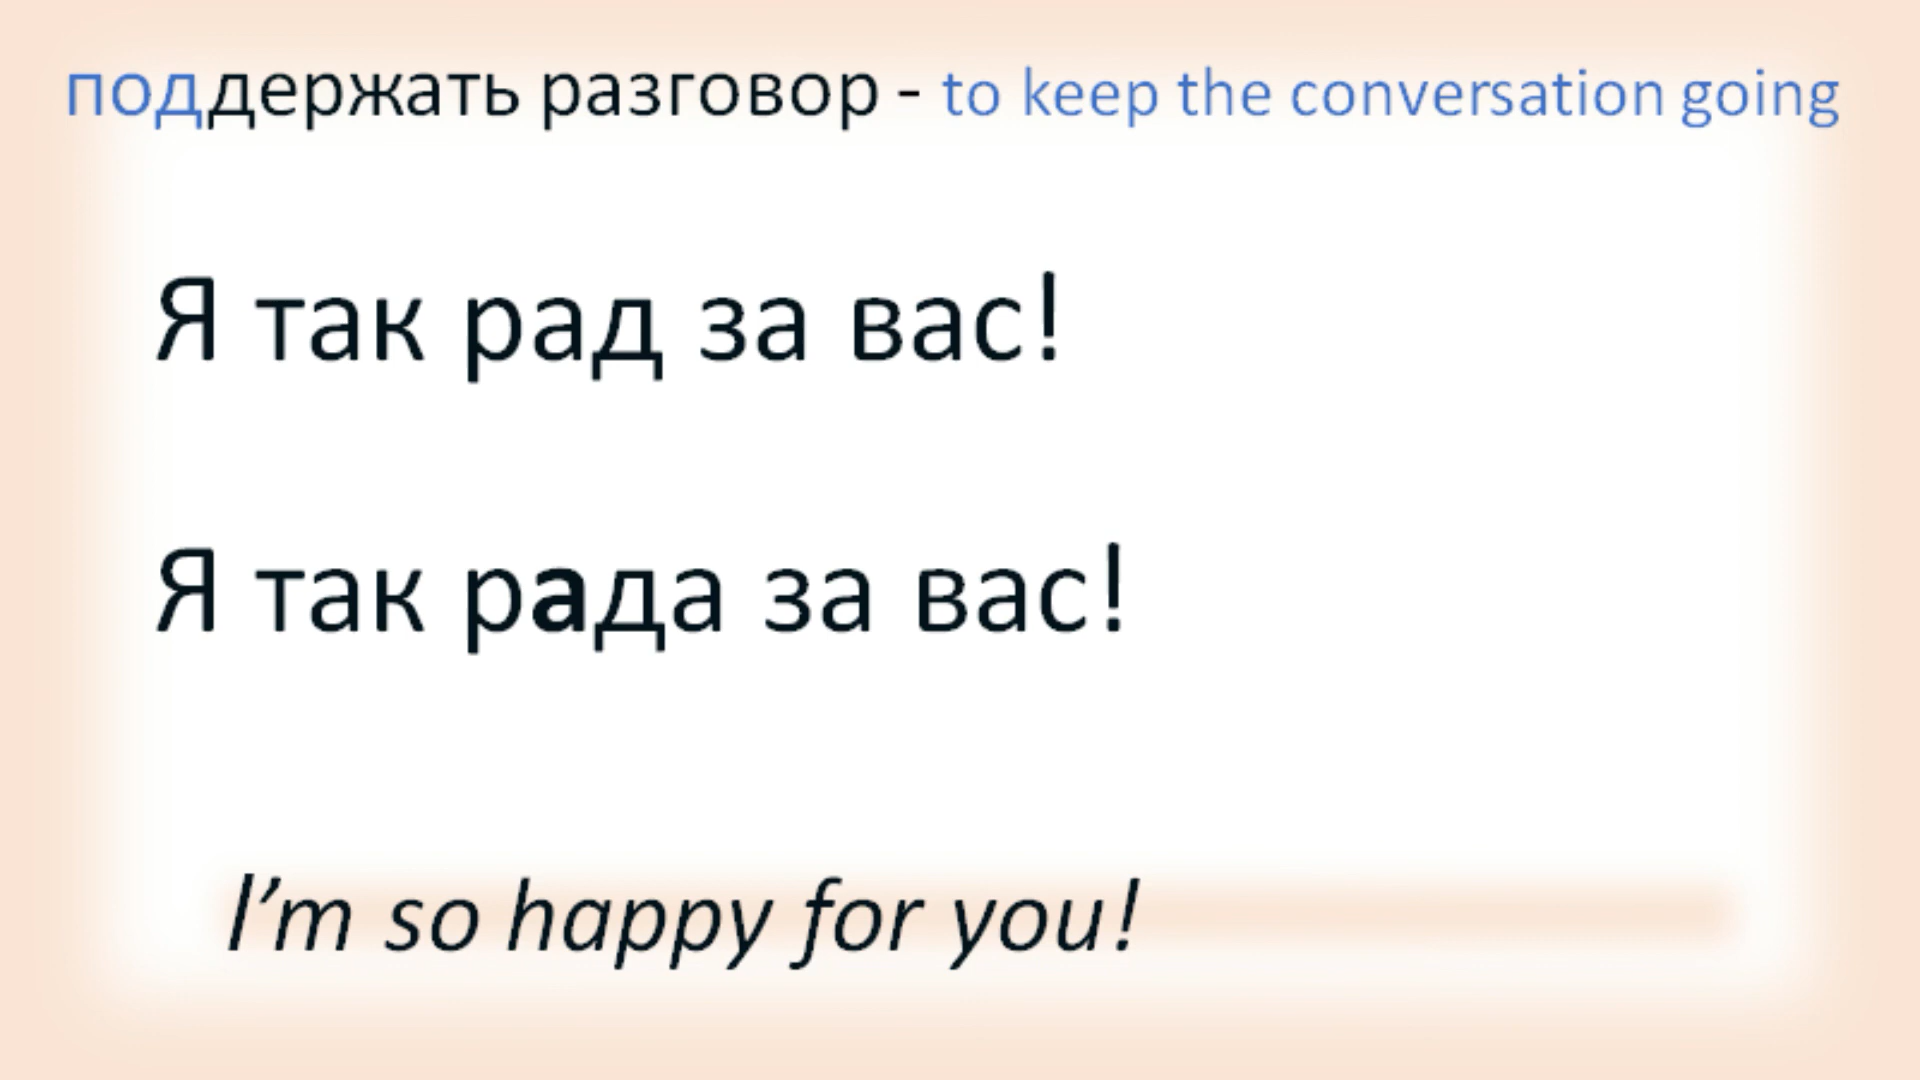 поддержать разговор - to keep the conversation going
Я так рад за вас!
Я так рада за вас!
I’m so happy for you!